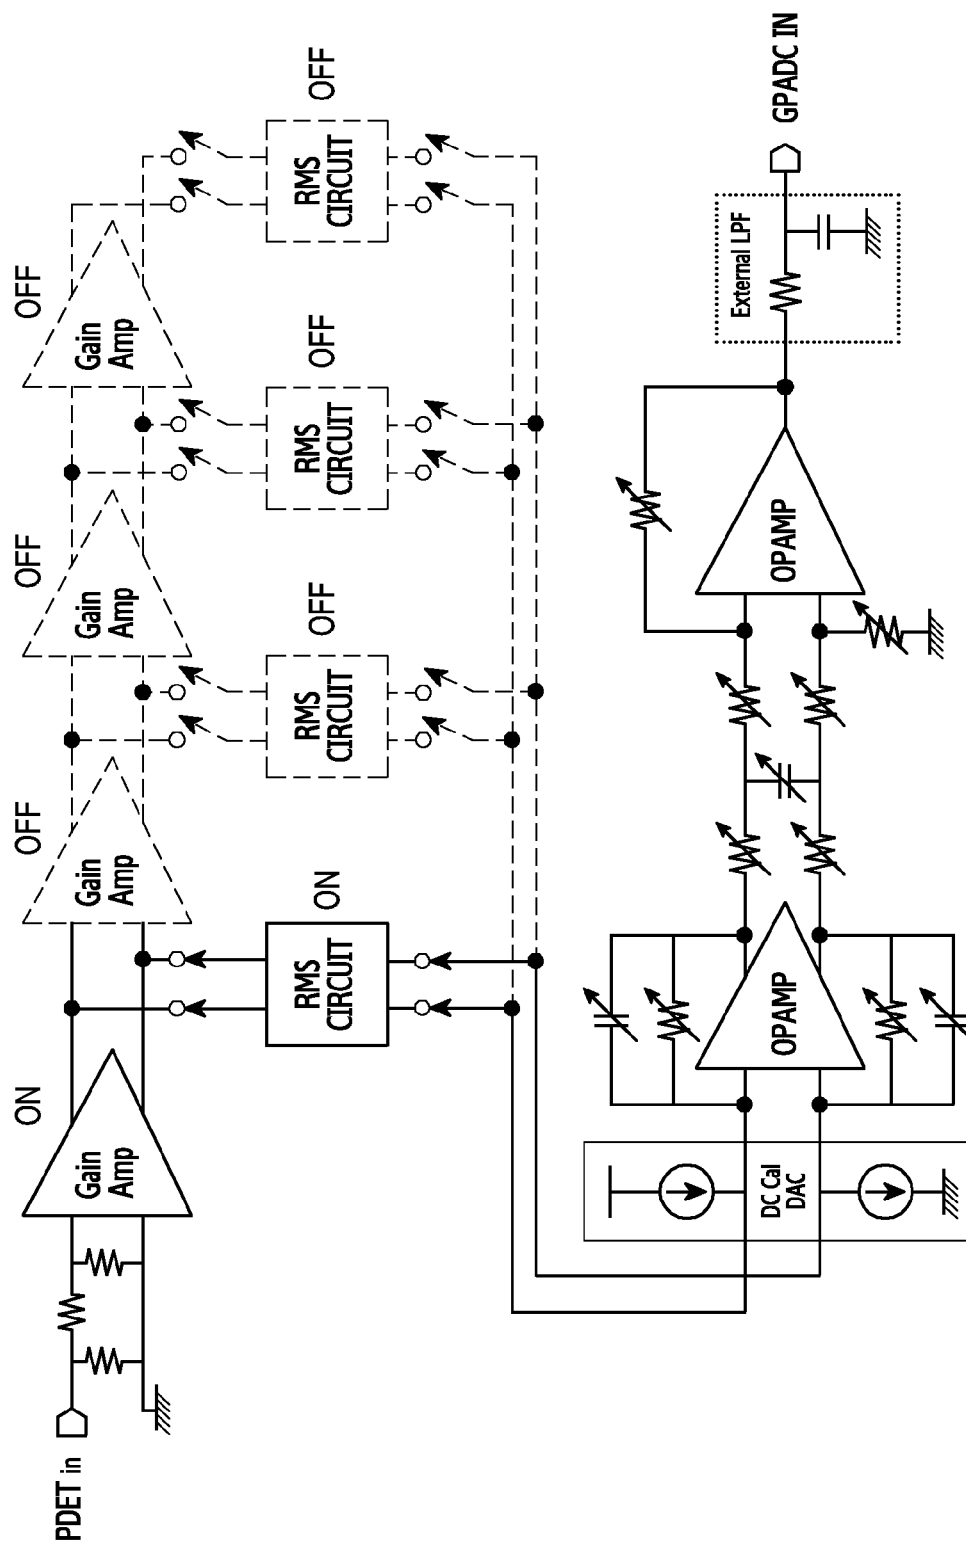 PDET in
ON
Gain
Amp
OFF
Gain
Amp
OFF
Gain
Amp
OFF
Gain
Amp
RMS
CIRCUIT
ON
RMS
CIRCUIT
OFF
RMS
CIRCUIT
OFF
RMS
CIRCUIT
OFF
DC Cal
DAC
OPAMP
OPAMP
External LPF
GPADC IN